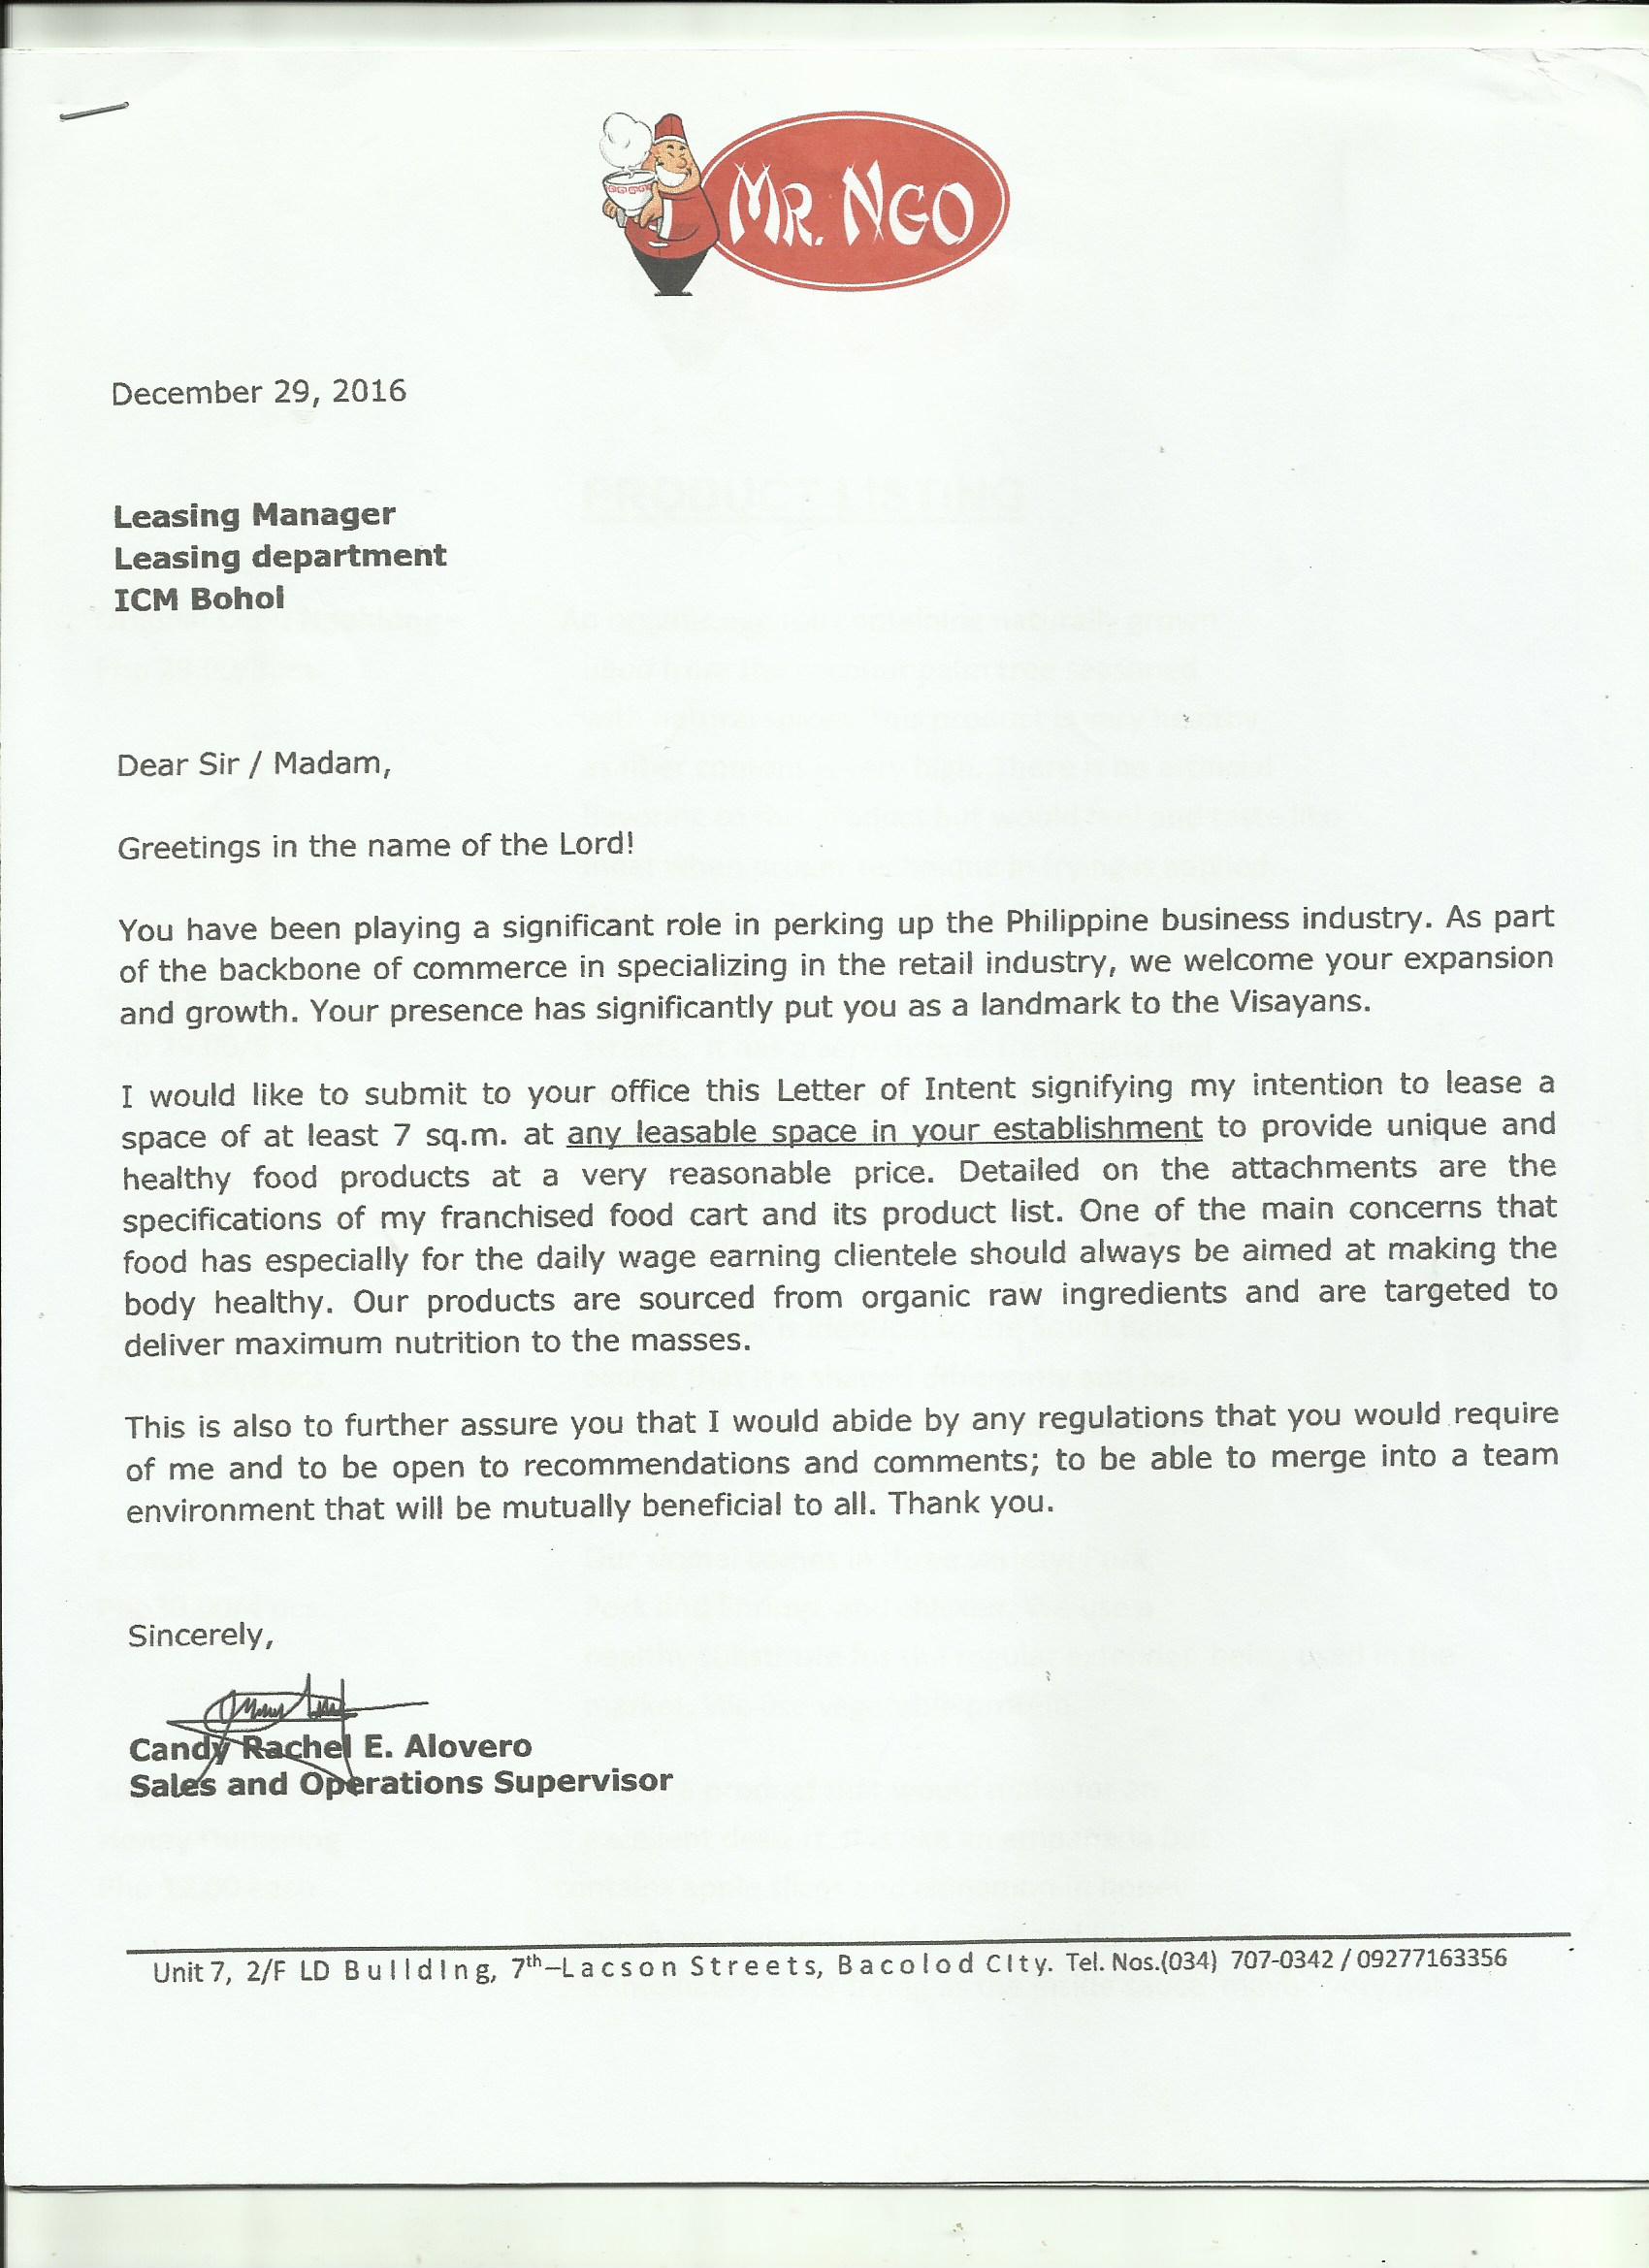 MR. NGO
December 29, 2016
Leasing Manager
Leasing department
ICM Bohol
Dear Sir / Madam,
Greetings in the name of the Lord!
You have been playing a significant role in perking up the Philippine business industry. As part
of the backbone of commerce in specializing in the retail industry, we welcome your expansion
and growth. Your presence has significantly put you as a landmark to the Visayans.
I would like to submit to your office this Letter of Intent signifying my intention to lease a
space of at least 7 sq.m. at any leasable space in your establishment to provide unique and
healthy food products at a very reasonable price. Detailed on the attachments are the
specifications of my franchised food cart and its product list. One of the main concerns that
food has especially for the daily wage earning clientele should always be aimed at making the
body healthy. Our products are sourced from organic raw ingredients and are targeted to
deliver maximum nutrition to the masses.
This is also to further assure you that I would abide by any regulations that you would require
of me and to be open to recommendations and comments; to be able to merge into a team
environment that will be mutually beneficial to all. Thank you.
Sincerely,
Candy Rachel E. Alovero
Sales and Operations Supervisor
Unit 7, 2/F LD Building, 7th–Lacson Streets, Bacolod City. Tel. Nos.(034) 707-0342 / 09277163356